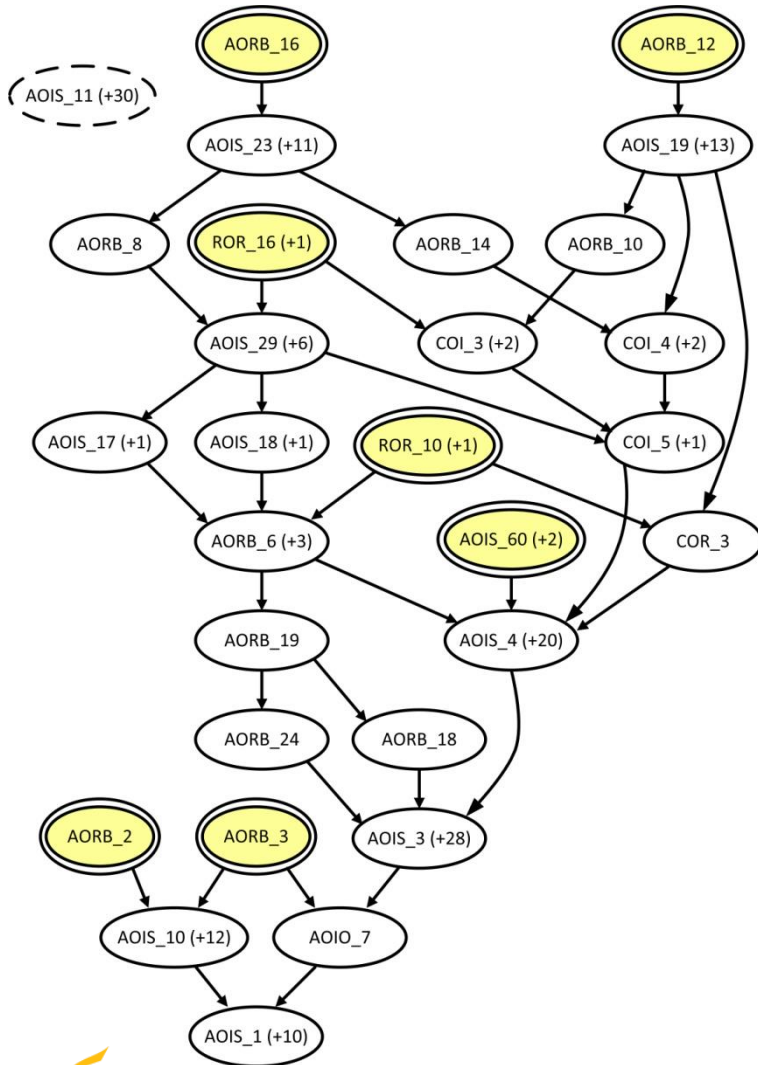 AORB_16
AORB_12
AOIS_11 (+30)
AOIS_23 (+11)
AOIS_19 (+13)
AORB_8
ROR_16 (+1)
AORB_14
AORB_10
AOIS_29 (+6)
COI_3 (+2)
COI_4 (+2)
AOIS_17 (+1)
AOIS_18 (+1)
ROR_10 (+1)
COI_5 (+1)
AORB_6 (+3)
AOIS_60 (+2)
COR_3
AORB_19
AOIS_4 (+20)
AORB_24
AORB_18
AORB_2
AORB_3
AOIS_3 (+28)
AOIS_10 (+12)
AOIO_7
AOIS_1 (+10)